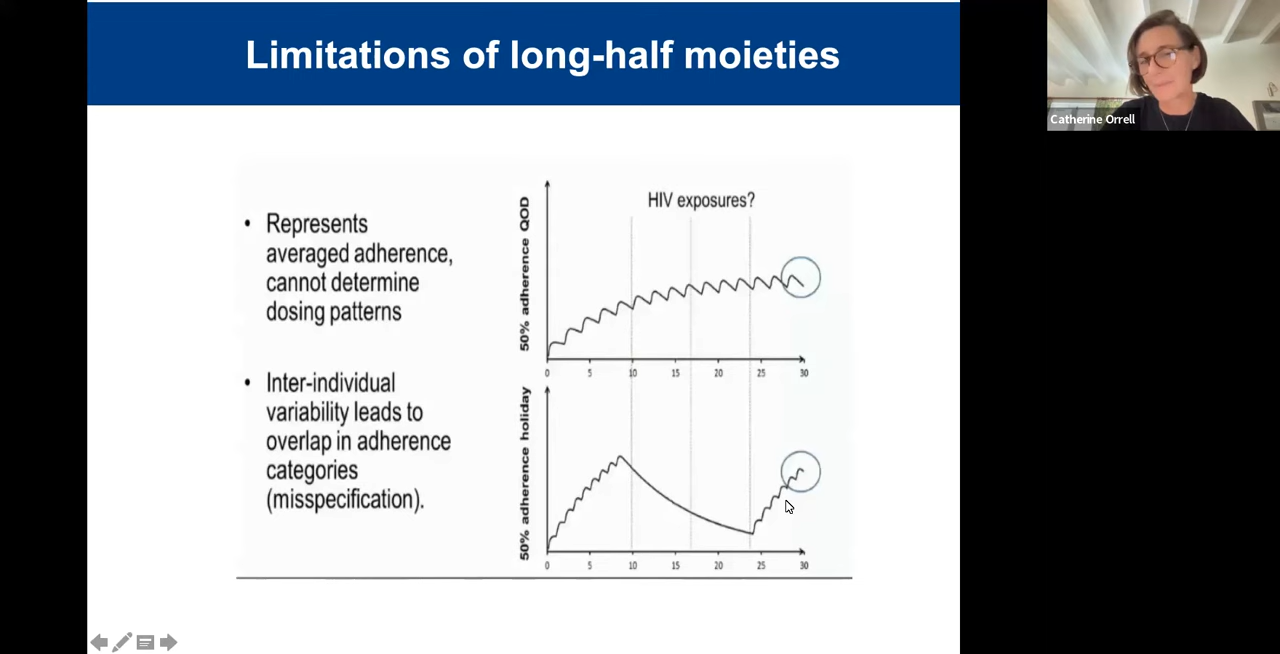 Limitations of long-half moieties
Catherine Orrell
• Represents
averaged adherence,
cannot determine
dosing patterns
• Inter-individual
variability leads to
overlap in adherence
categories
(misspecification).
HIV exposures?
50% adherence QOD
0 5 10 15 20 25 30
50% adherence holiday
0 5 10 15 20 25 30